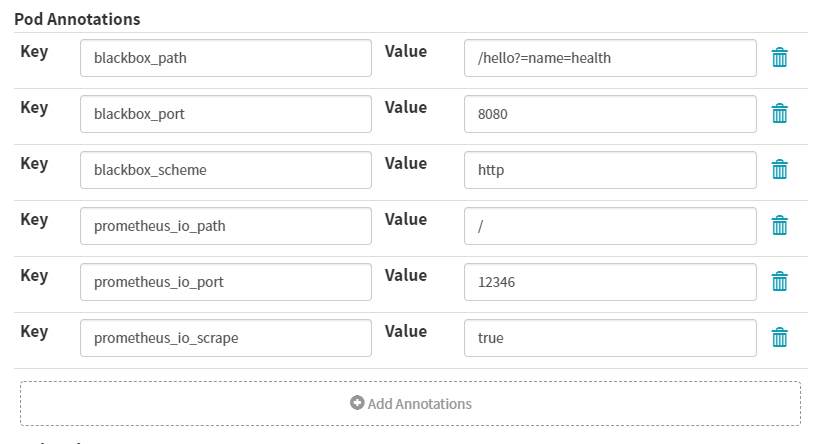 Pod Annotations
Key blackbox_path Value /hello?=name=health
Key blackbox_port Value 8080
Key blackbox_scheme Value http
Key prometheus_io_path Value /
Key prometheus_io_port Value 12346
Key prometheus_io_scrape Value true
Add Annotations